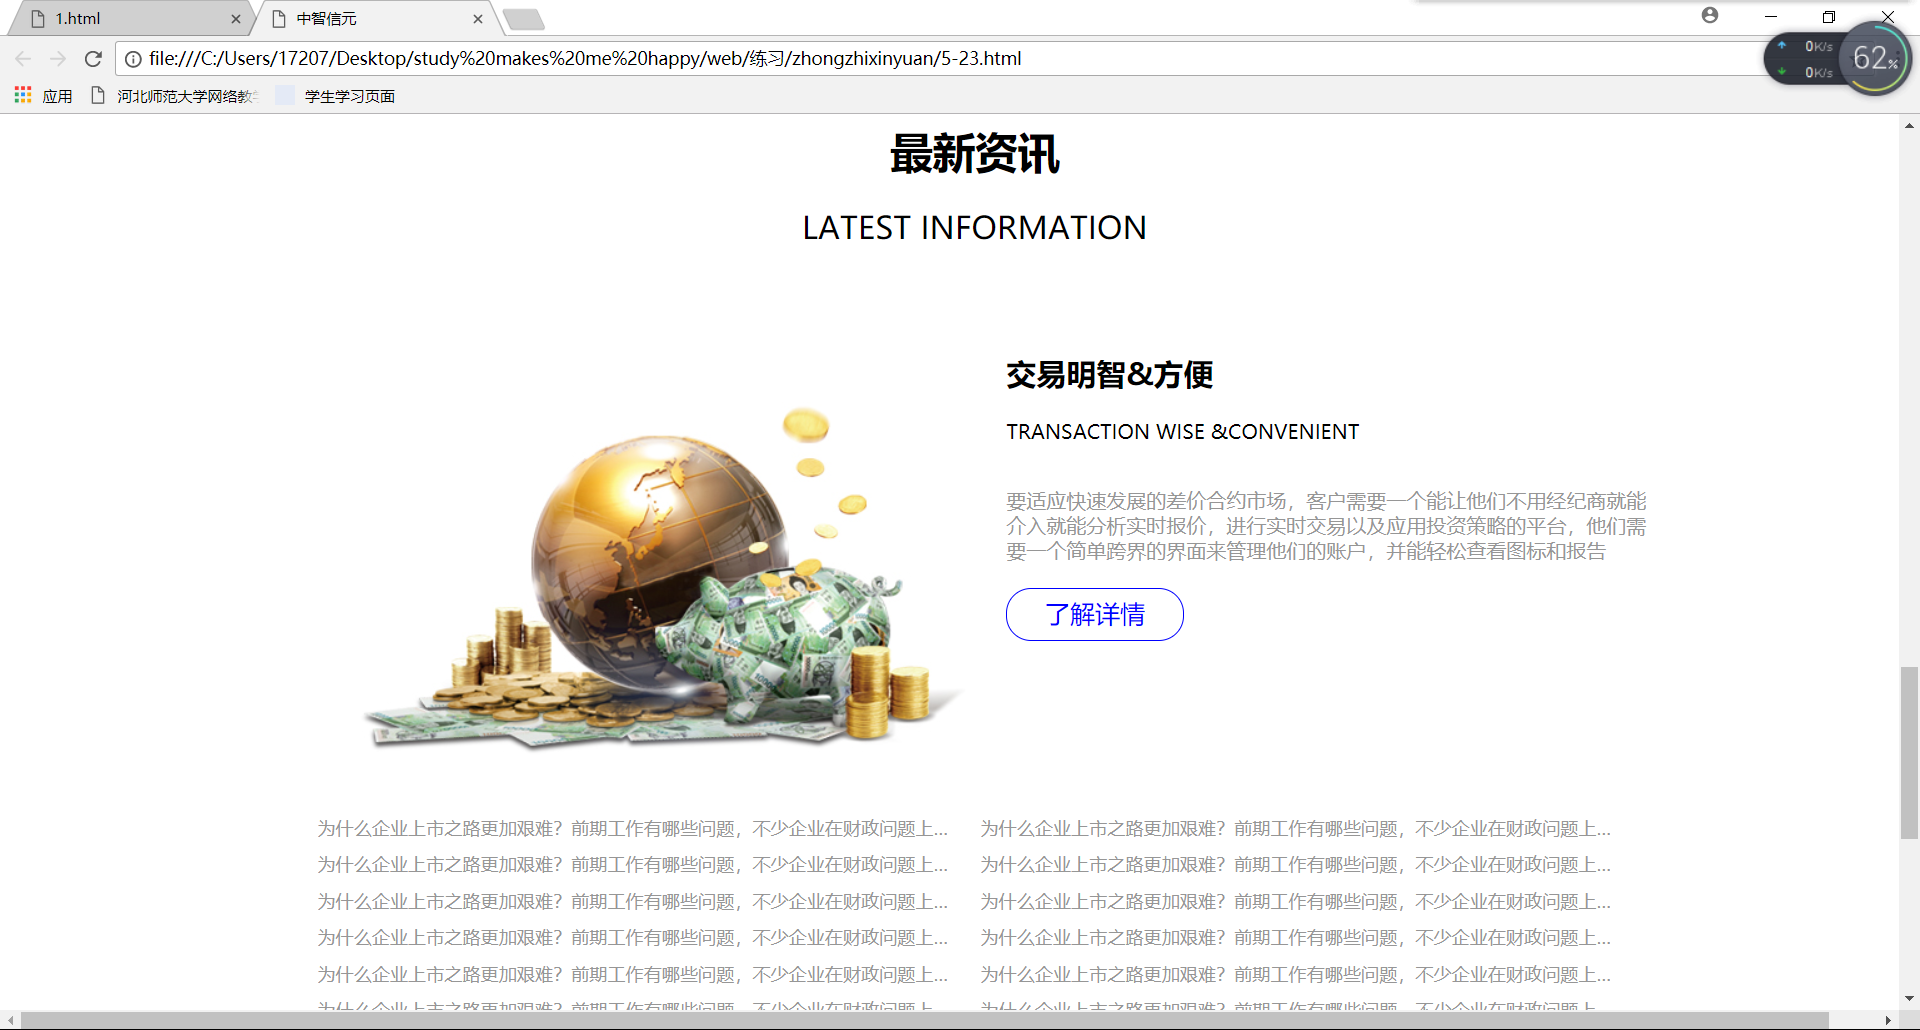 1.html
中智信元
file:///C:/Users/17207/Desktop/study%20makes%20me%20happy/web/练习/zhongzhixinyuan/5-23.html
0K/s
0K/s
62%
应用
河北师范大学网络教学
学生学习页面
最新资讯
LATEST INFORMATION
交易明智&方便
TRANSACTION WISE &CONVENIENT
要适应快速发展的差价合约市场，客户需要一个能让他们不用经纪商就能
介入就能分析实时报价，进行实时交易以及应用投资策略的平台，他们需
要一个简单跨界的界面来管理他们的账户，并能轻松查看图标和报告
了解详情
为什么企业上市之路更加艰难？前期工作有哪些问题，不少企业在财政问题上...
为什么企业上市之路更加艰难？前期工作有哪些问题，不少企业在财政问题上...
为什么企业上市之路更加艰难？前期工作有哪些问题，不少企业在财政问题上...
为什么企业上市之路更加艰难？前期工作有哪些问题，不少企业在财政问题上...
为什么企业上市之路更加艰难？前期工作有哪些问题，不少企业在财政问题上...
为什么企业上市之路更加艰难？前期工作有哪些问题，不少企业在财政问题上...
为什么企业上市之路更加艰难？前期工作有哪些问题，不少企业在财政问题上...
为什么企业上市之路更加艰难？前期工作有哪些问题，不少企业在财政问题上...
为什么企业上市之路更加艰难？前期工作有哪些问题，不少企业在财政问题上...
为什么企业上市之路更加艰难？前期工作有哪些问题，不少企业在财政问题上...